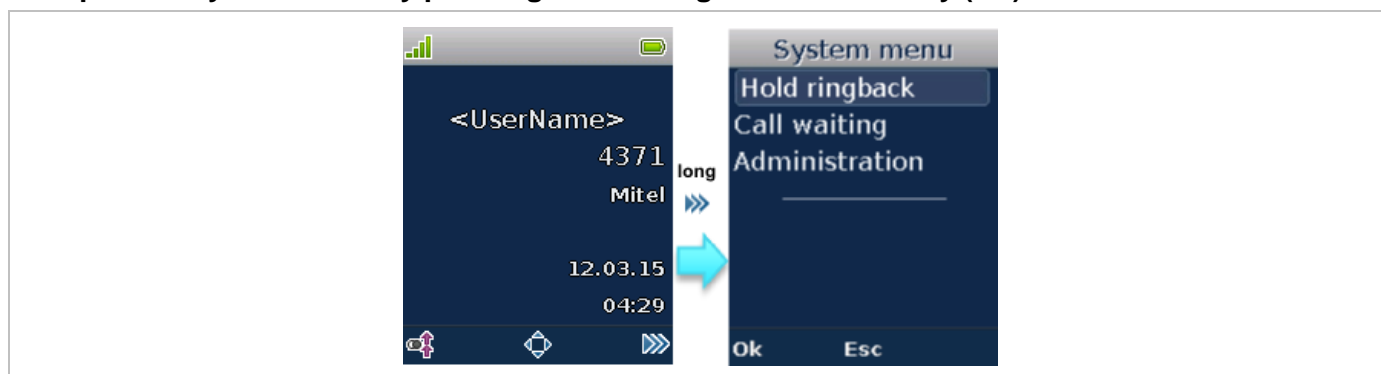 <UserName>
4371
Mitel
12.03.15
04:29
long
System menu
Hold ringback
Call waiting
Administration
Ok Esc